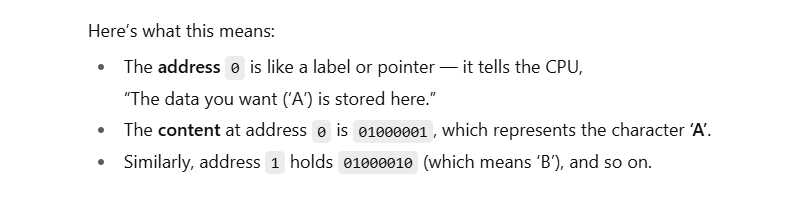 Here's what this means:
• The address 0 is like a label or pointer — it tells the CPU,
“The data you want (‘A’) is stored here.”
• The content at address 0 is 01000001, which represents the character ‘A’.
• Similarly, address 1 holds 01000010 (which means ‘B’), and so on.